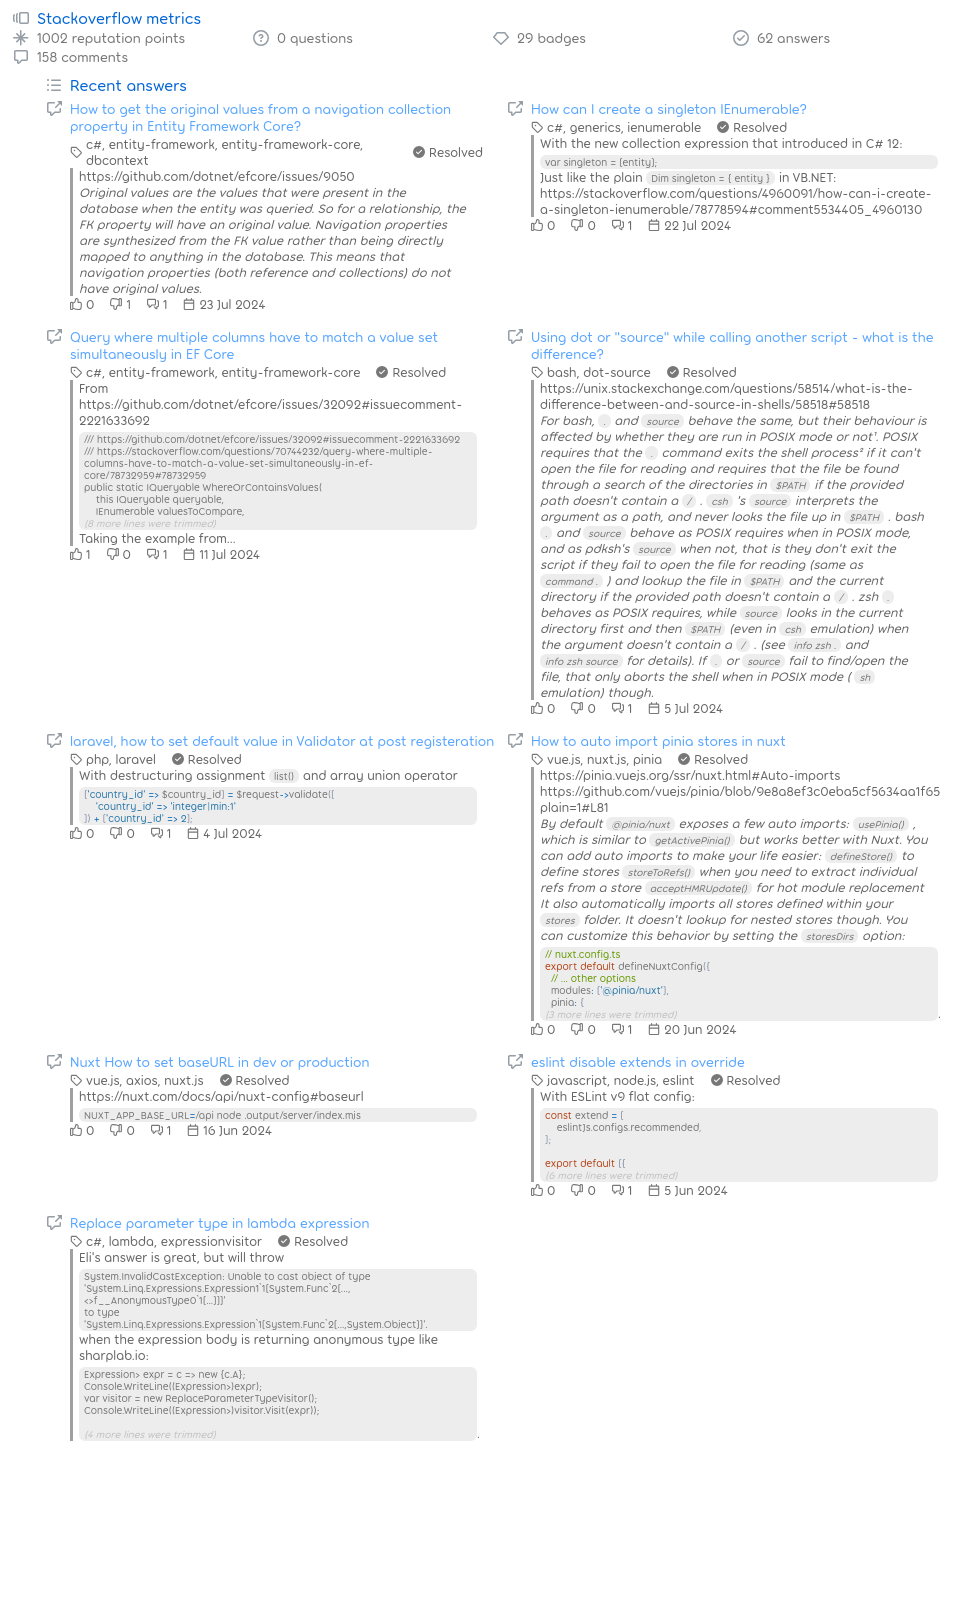 Stackoverflow metrics
1002 reputation points
0 questions
29 badges
62 answers
158 comments
Recent answers
How to get the original values from a navigation collection
property in Entity Framework Core?
c#, entity-framework, entity-framework-core,
dbcontext
Resolved
https://github.com/dotnet/efcore/issues/9050
Original values are the values that were present in the
database when the entity was queried. So for a relationship, the
FK property will have an original value. Navigation properties
are synthesized from the FK value rather than being directly
mapped to anything in the database. This means that
navigation properties (both reference and collections) do not
have original values.
0 1 1 23 Jul 2024
How can I create a singleton IEnumerable?
c#, generics, ienumerable Resolved
With the new collection expression that introduced in C# 12:
var singleton = [entity];
Just like the plain Dim singleton = { entity } in VB.NET:
https://stackoverflow.com/questions/4960091/how-can-i-create-
a-singleton-ienumerable/78778594#comment5534405_4960130
0 0 1 22 Jul 2024
Query where multiple columns have to match a value set
simultaneously in EF Core
c#, entity-framework, entity-framework-core Resolved
From
https://github.com/dotnet/efcore/issues/32092#issuecomment-
2221633692
/// https://github.com/dotnet/efcore/issues/32092#issuecomment-2221633692
/// https://stackoverflow.com/questions/70744232/query-where-multiple-
columns-have-to-match-a-value-set-simultaneously-in-ef-
core/78732959#78732959
public static IQueryable WhereOrContainsValues(
this IQueryable queryable,
IEnumerable valuesToCompare,
(8 more lines were trimmed)
Taking the example from...
1 0 1 11 Jul 2024
Using dot or "source" while calling another script - what is the
difference?
bash, dot-source Resolved
https://unix.stackexchange.com/questions/58514/what-is-the-
difference-between-and-source-in-shells/58518#58518
For bash, . and source behave the same, but their behaviour is
affected by whether they are run in POSIX mode or not¹. POSIX
requires that the . command exits the shell process² if it can't
open the file for reading and requires that the file be found
through a search of the directories in $PATH if the provided
path doesn't contain a / . csh 's source interprets the
argument as a path, and never looks the file up in $PATH . bash
. and source behave as POSIX requires when in POSIX mode,
and as pdksh's source when not, that is they don't exit the
script if they fail to open the file for reading (same as
command . ) and lookup the file in $PATH and the current
directory if the provided path doesn't contain a / . zsh .
behaves as POSIX requires, while source looks in the current
directory first and then $PATH (even in csh emulation) when
the argument doesn't contain a / . (see info zsh . and
info zsh source for details). If . or source fail to find/open the
file, that only aborts the shell when in POSIX mode ( sh
emulation) though.
0 0 1 5 Jul 2024
laravel, how to set default value in Validator at post registeration
php, laravel Resolved
With destructuring assignment list() and array union operator
['country_id' => $country_id] = $request->validate([
'country_id' => 'integer|min:1'
]) + ['country_id' => 2];
0 0 1 4 Jul 2024
How to auto import pinia stores in nuxt
vue.js, nuxt.js, pinia Resolved
https://pinia.vuejs.org/ssr/nuxt.html#Auto-imports
https://github.com/vuejs/pinia/blob/9e8a8ef3c0eba5cf5634aa1f65
plain=1#L81
By default @pinia/nuxt exposes a few auto imports: usePinia() ,
which is similar to getActivePinia() but works better with Nuxt. You
can add auto imports to make your life easier: defineStore() to
define stores storeToRefs() when you need to extract individual
refs from a store acceptHMRUpdate() for hot module replacement
It also automatically imports all stores defined within your
stores folder. It doesn't lookup for nested stores though. You
can customize this behavior by setting the storesDirs option:
// nuxt.config.ts
export default defineNuxtConfig({
// ... other options
modules: ['@pinia/nuxt'],
pinia: {
(3 more lines were trimmed)
.
0 0 1 20 Jun 2024
Nuxt How to set baseURL in dev or production
vue.js, axios, nuxt.js Resolved
https://nuxt.com/docs/api/nuxt-config#baseurl
NUXT_APP_BASE_URL=/api node .output/server/index.mjs
0 0 1 16 Jun 2024
eslint disable extends in override
javascript, node.js, eslint Resolved
With ESLint v9 flat config:
const extend = [
eslintJs.configs.recommended,
];
export default [{
(6 more lines were trimmed)
0 0 1 5 Jun 2024
Replace parameter type in lambda expression
c#, lambda, expressionvisitor Resolved
Eli's answer is great, but will throw
System.InvalidCastException: Unable to cast object of type
'System.Linq.Expressions.Expression1`1[System.Func`2[...,
<>f__AnonymousType0`1[...]]]'
to type
'System.Linq.Expressions.Expression`1[System.Func`2[...,System.Object]]'.
when the expression body is returning anonymous type like
sharplab.io:
Expression> expr = c => new {c.A};
Console.WriteLine((Expression>)expr);
var visitor = new ReplaceParameterTypeVisitor();
Console.WriteLine((Expression>)visitor.Visit(expr));
(4 more lines were trimmed)
.